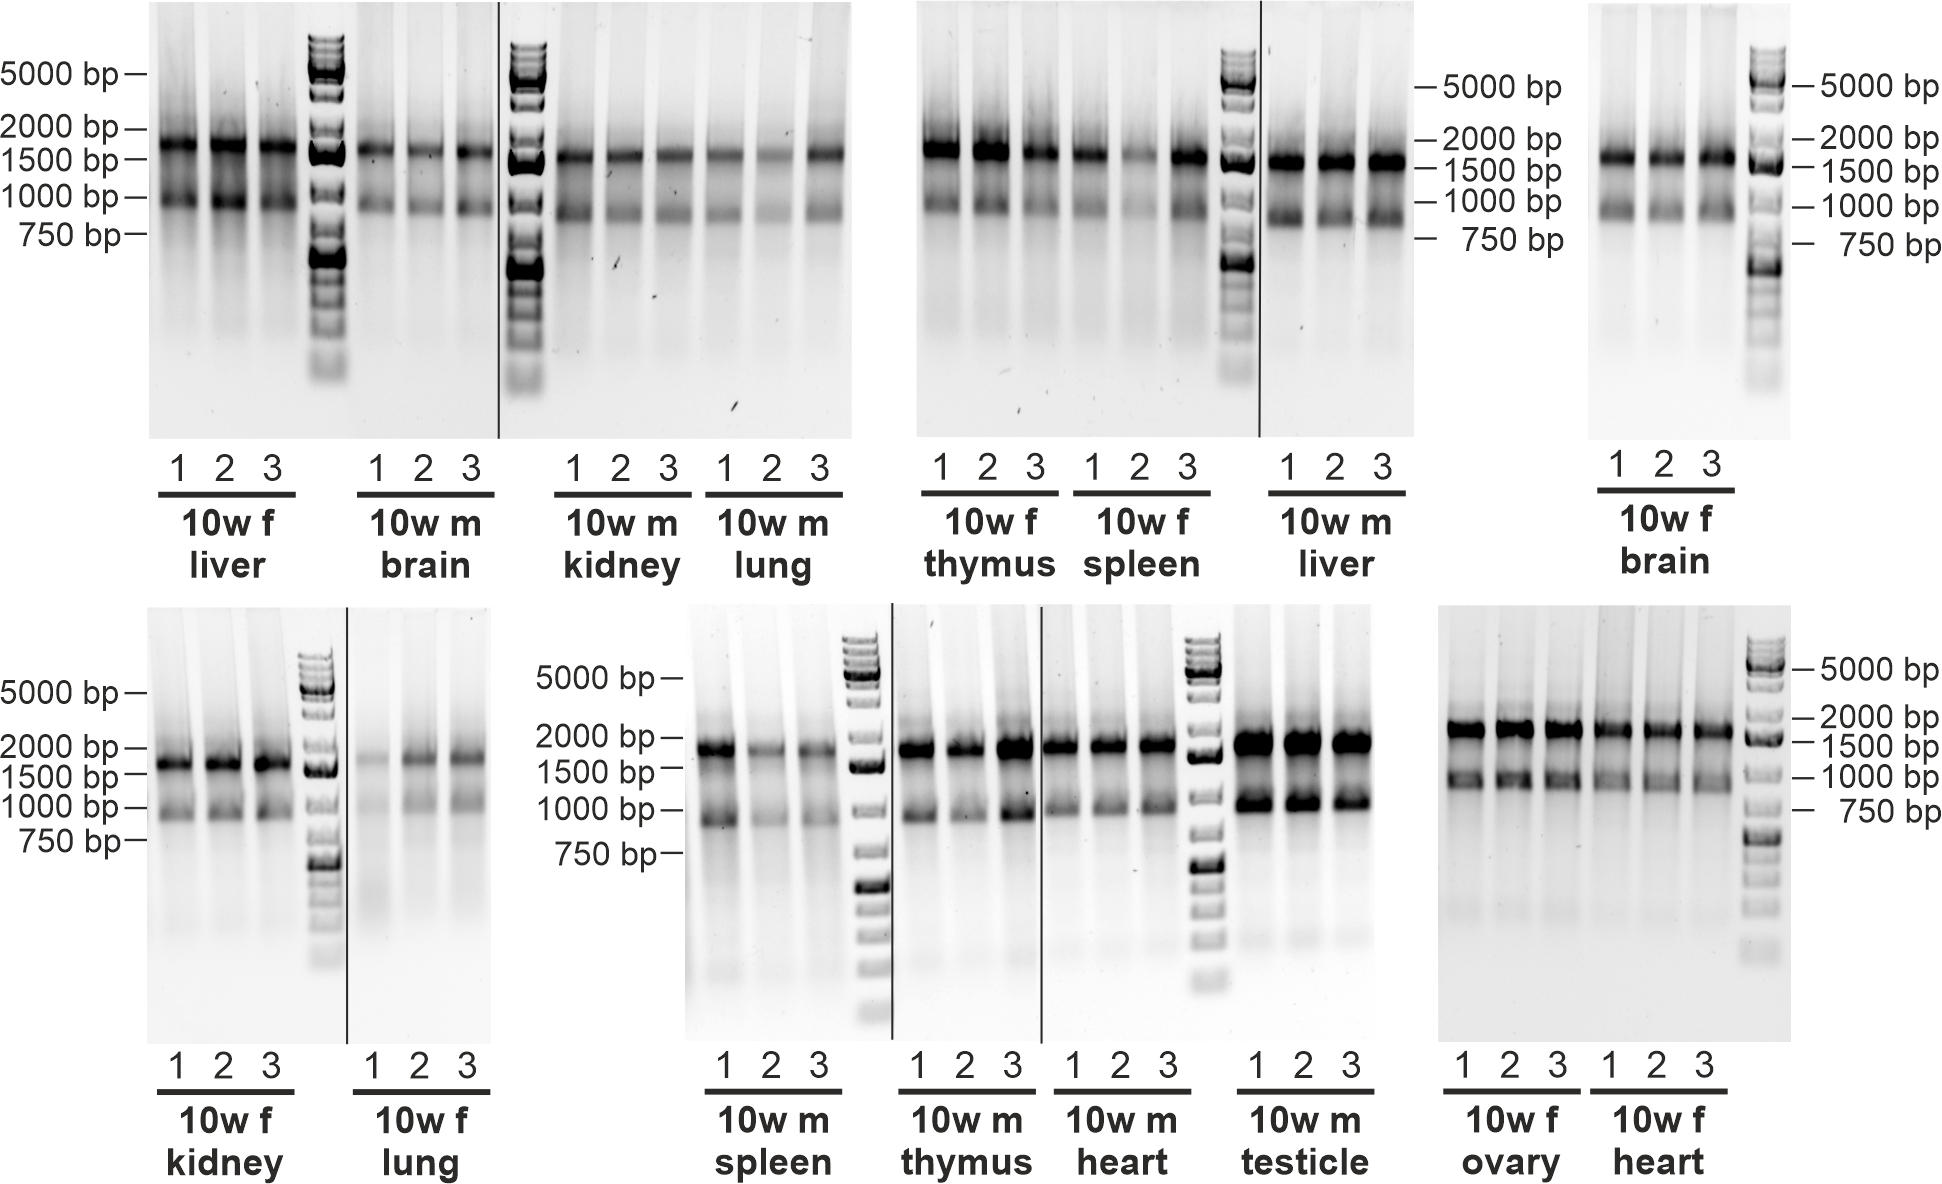 5000 bp
2000 bp
1500 bp
1000 bp
750 bp
5000 bp
2000 bp
1500 bp
1000 bp
750 bp
5000 bp
2000 bp
1500 bp
1000 bp
750 bp
1 2 3 1 2 3 1 2 3 1 2 3 1 2 3 1 2 3 1 2 3 1 2 3
10w f 10w m 10w m 10w m 10w f 10w f 10w m 10w f
liver brain kidney lung thymus spleen liver brain
5000 bp
2000 bp
1500 bp
1000 bp
750 bp
5000 bp
2000 bp
1500 bp
1000 bp
750 bp
5000 bp
2000 bp
1500 bp
1000 bp
750 bp
1 2 3 1 2 3 1 2 3 1 2 3 1 2 3 1 2 3 1 2 3 1 2 3
10w f 10w f 10w m 10w m 10w m 10w m 10w f 10w f
kidney lung spleen thymus heart testicle ovary heart